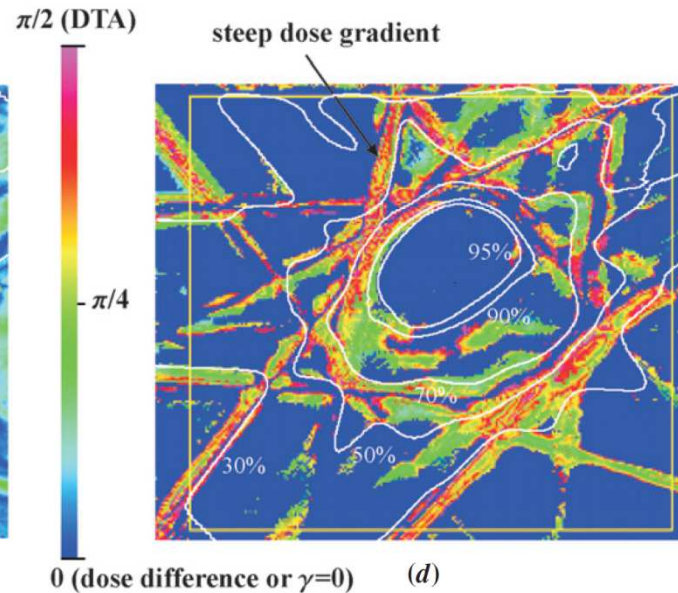 π/2 (DTA)
steep dose gradient
95%
π/4
90%
70%
50%
30%
0 (dose difference or γ=0)
(d)